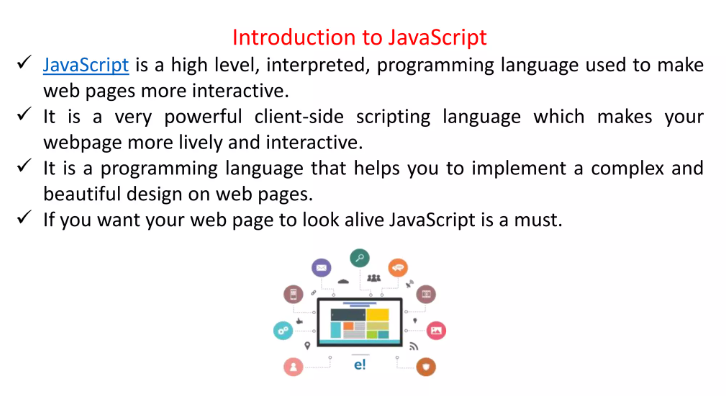 Introduction to JavaScript
✓ JavaScript is a high level, interpreted, programming language used to make
web pages more interactive.
✓ It is a very powerful client-side scripting language which makes your
webpage more lively and interactive.
✓ It is a programming language that helps you to implement a complex and
beautiful design on web pages.
✓ If you want your web page to look alive JavaScript is a must.
e!